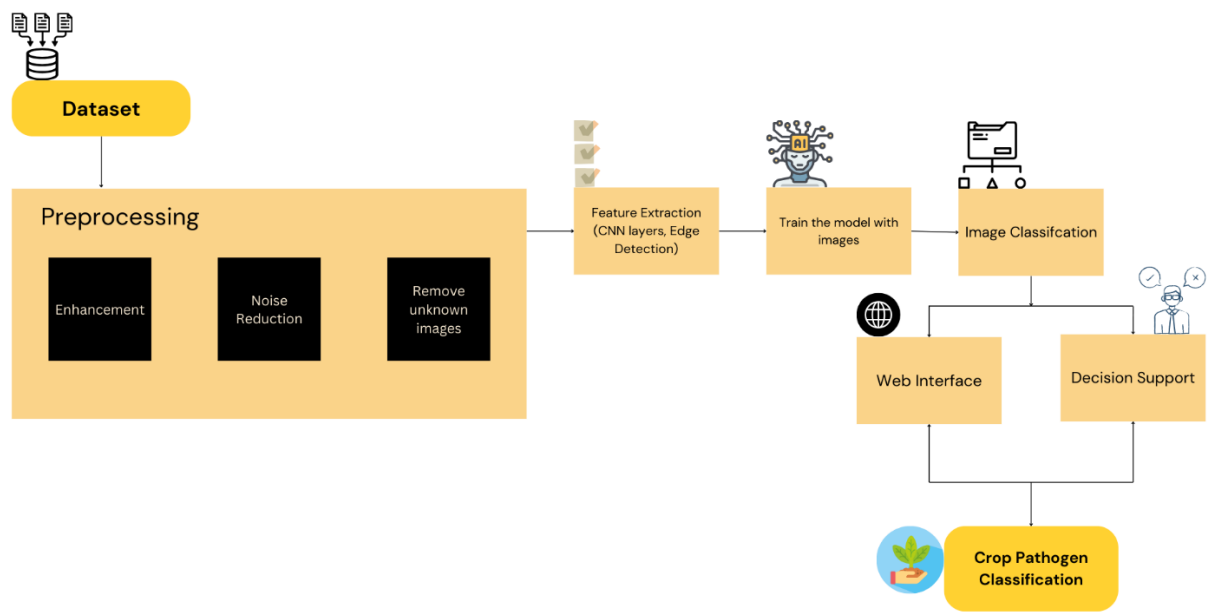 Dataset
Preprocessing
Enhancement
Noise
Reduction
Remove
unknown
images
Feature Extraction
(CNN layers, Edge
Detection)
AI
Train the model with
images
Image Classifcation
Web Interface
Decision Support
Crop Pathogen
Classification